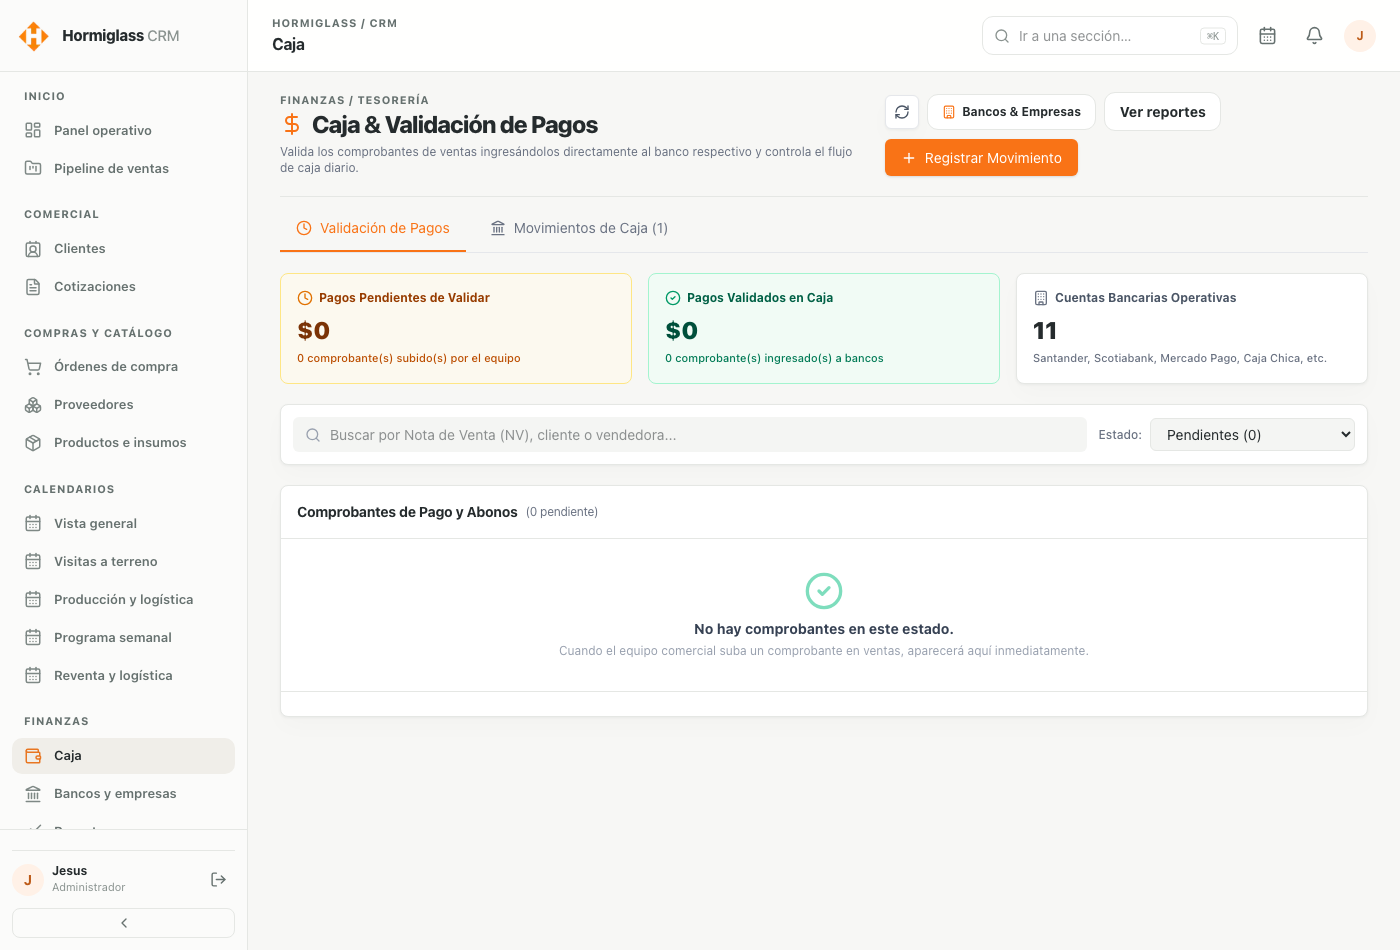 Hormiglass CRM
HORMIGLASS / CRM
Caja
Ir a una sección...
⌘K
J
INICIO
Panel operativo
Pipeline de ventas
COMERCIAL
Clientes
Cotizaciones
COMPRAS Y CATÁLOGO
Órdenes de compra
Proveedores
Productos e insumos
CALENDARIOS
Vista general
Visitas a terreno
Producción y logística
Programa semanal
Reventa y logística
FINANZAS
Caja
Bancos y empresas
J
Jesus
Administrador
FINANZAS / TESORERÍA
Caja & Validación de Pagos
Valida los comprobantes de ventas ingresándolos directamente al banco respectivo y controla el flujo
de caja diario.
Bancos & Empresas
Ver reportes
Registrar Movimiento
Validación de Pagos
Movimientos de Caja (1)
Pagos Pendientes de Validar
$0
0 comprobante(s) subido(s) por el equipo
Pagos Validados en Caja
$0
0 comprobante(s) ingresado(s) a bancos
Cuentas Bancarias Operativas
11
Santander, Scotiabank, Mercado Pago, Caja Chica, etc.
Buscar por Nota de Venta (NV), cliente o vendedora...
Estado:
Pendientes (0)
Comprobantes de Pago y Abonos (0 pendiente)
No hay comprobantes en este estado.
Cuando el equipo comercial suba un comprobante en ventas, aparecerá aquí inmediatamente.